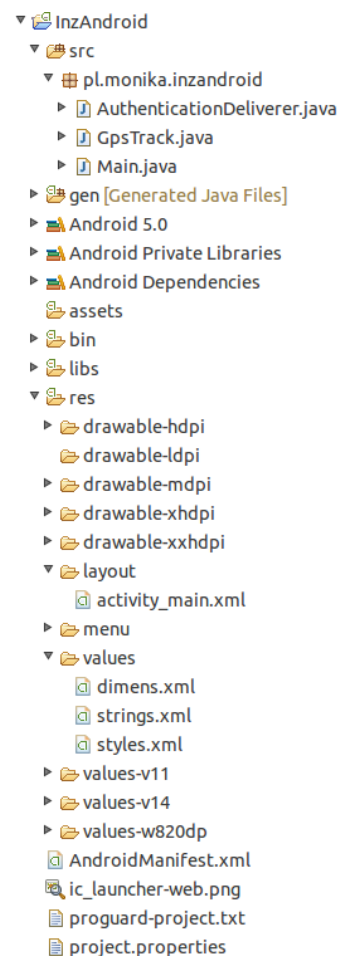 InzAndroid
src
pl.monika.inzandroid
AuthenticationDeliverer.java
GpsTrack.java
Main.java
gen [Generated Java Files]
Android 5.0
Android Private Libraries
Android Dependencies
assets
bin
libs
res
drawable-hdpi
drawable-ldpi
drawable-mdpi
drawable-xhdpi
drawable-xxhdpi
layout
activity_main.xml
menu
values
dimens.xml
strings.xml
styles.xml
values-v11
values-v14
values-w820dp
AndroidManifest.xml
ic_launcher-web.png
proguard-project.txt
project.properties